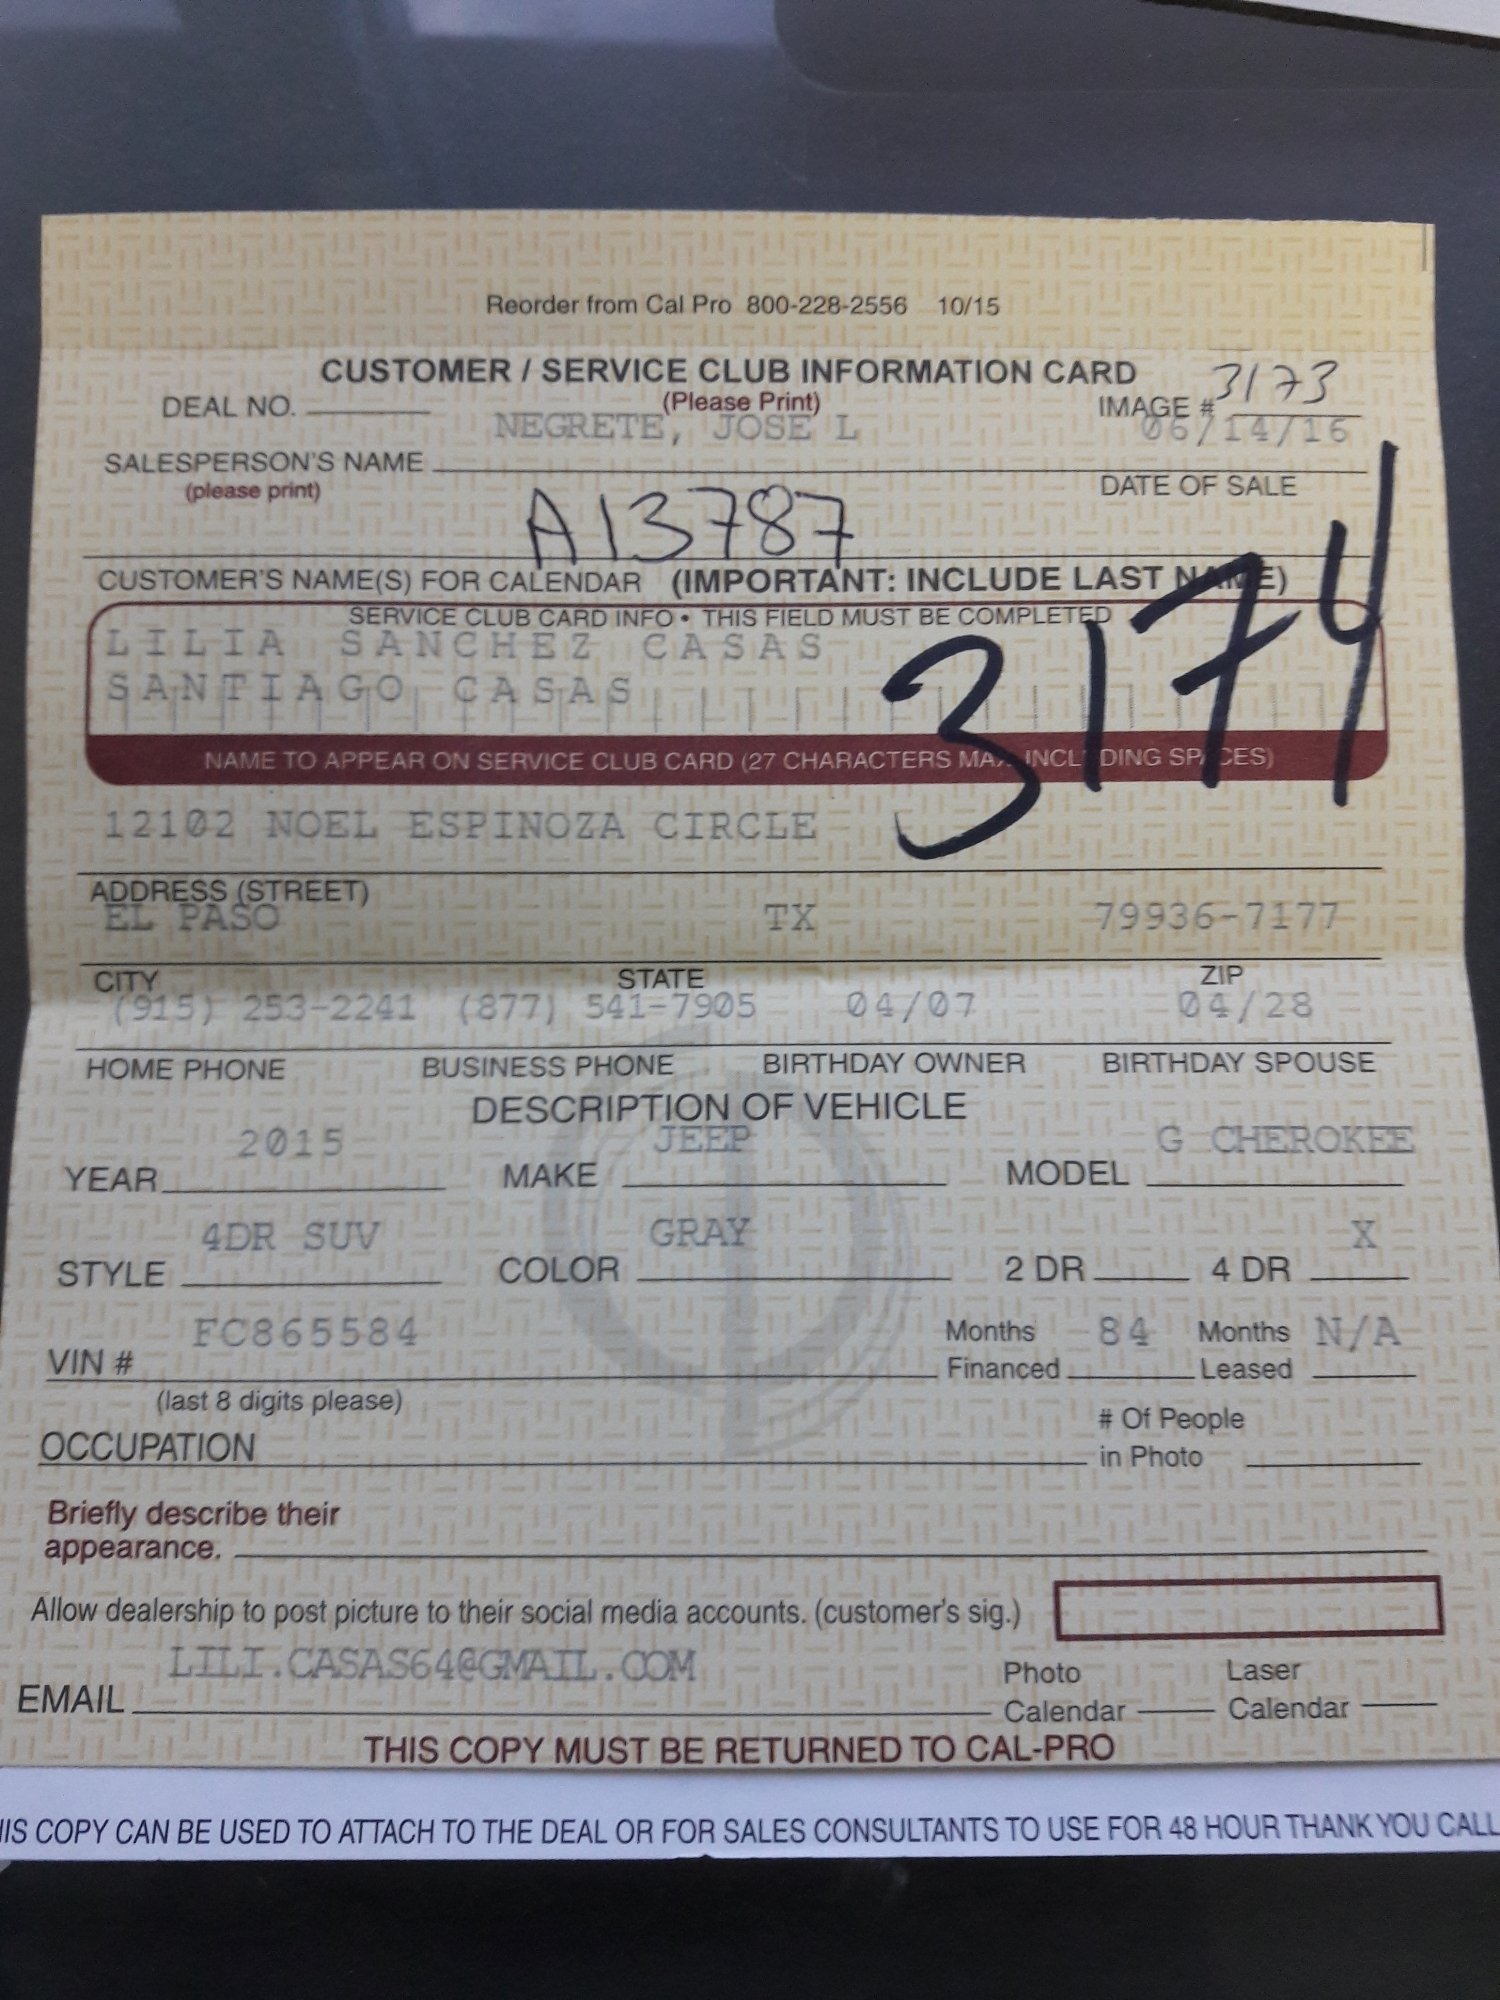 Reorder from Cal Pro 800-228-2556 10/15
CUSTOMER / SERVICE CLUB INFORMATION CARD
3173
DEAL NO.
(Please Print)
IMAGE #
NEGRETE, JOSE L
06/14/16
SALESPERSON'S NAME
(please print)
DATE OF SALE
A13787
CUSTOMER'S NAME(S) FOR CALENDAR (IMPORTANT: INCLUDE LAST NAME)
3174
SERVICE CLUB CARD INFO • THIS FIELD MUST BE COMPLETED
LILIA SANCHEZ CASAS
SANTIAGO CASAS
NAME TO APPEAR ON SERVICE CLUB CARD (27 CHARACTERS MAX. INCLUDING SPACES)
12102 NOEL ESPINOZA CIRCLE
ADDRESS (STREET)
EL PASO TX 79936-7177
CITY STATE ZIP
(915) 253-2241 (877) 541-7905 04/07 04/28
HOME PHONE BUSINESS PHONE BIRTHDAY OWNER BIRTHDAY SPOUSE
DESCRIPTION OF VEHICLE
2015 JEEP G CHEROKEE
YEAR MAKE MODEL
4DR SUV GRAY X
STYLE COLOR 2 DR 4 DR
FC865584 Months 84 Months N/A
VIN # Financed Leased
(last 8 digits please)
# Of People
OCCUPATION in Photo
Briefly describe their
appearance.
Allow dealership to post picture to their social media accounts. (customer's sig.)
LILI.CASAS64@GMAIL.COM Photo Laser
EMAIL Calendar Calendar
THIS COPY MUST BE RETURNED TO CAL-PRO
IS COPY CAN BE USED TO ATTACH TO THE DEAL OR FOR SALES CONSULTANTS TO USE FOR 48 HOUR THANK YOU CALL